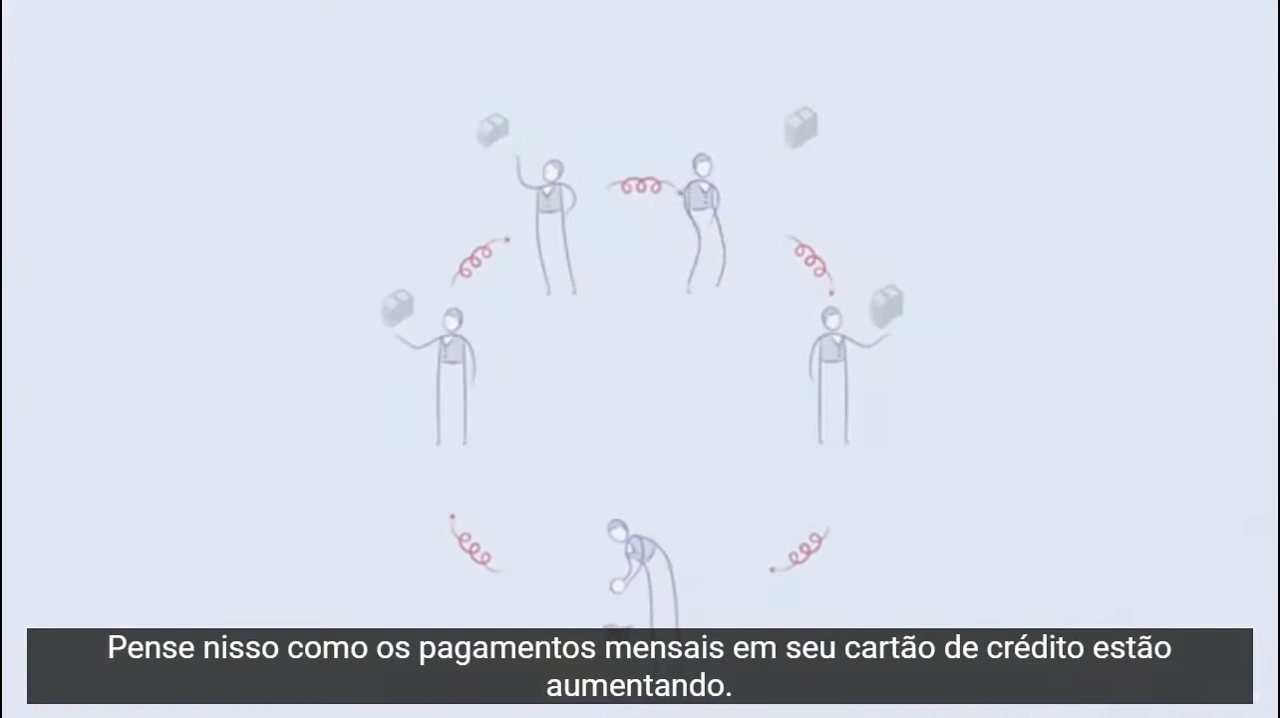 Pense nisso como os pagamentos mensais em seu cartão de crédito estão
aumentando.